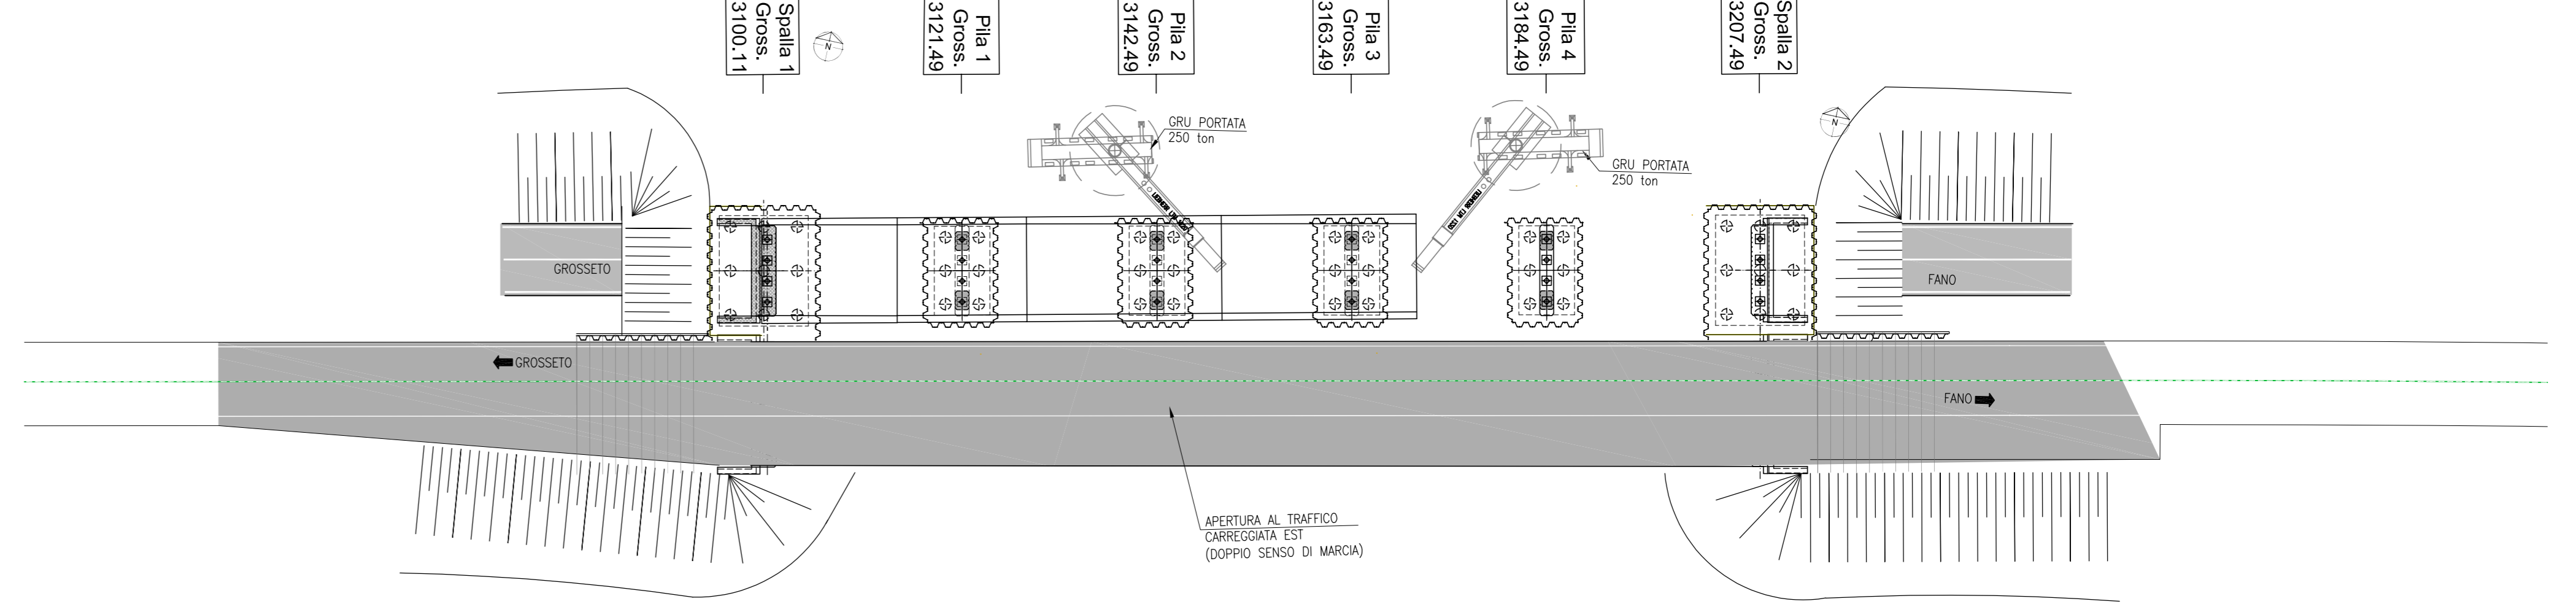 Spalla 1
Gross.
3100.11
N
Pila 1
Gross.
3121.49
Pila 2
Gross.
3142.49
Pila 3
Gross.
3163.49
Pila 4
Gross.
3184.49
Spalla 2
Gross.
3207.49
N
GRU PORTATA
250 ton
GRU PORTATA
250 ton
GROSSETO
FANO
GROSSETO
FANO
APERTURA AL TRAFFICO
CARREGGIATA EST
(DOPPIO SENSO DI MARCIA)